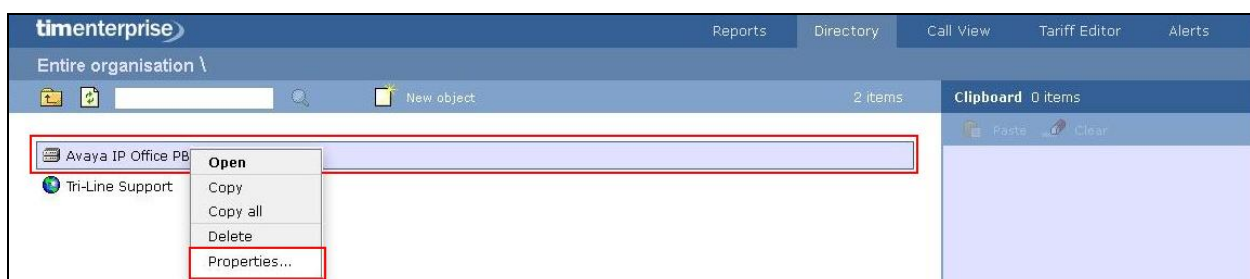 timenterprise
Reports Directory Call View Tariff Editor Alerts
Entire organisation \
New object 2 items Clipboard 0 items
Paste Clear
Avaya IP Office PB
Open
Tri-Line Support
Copy
Copy all
Delete
Properties...